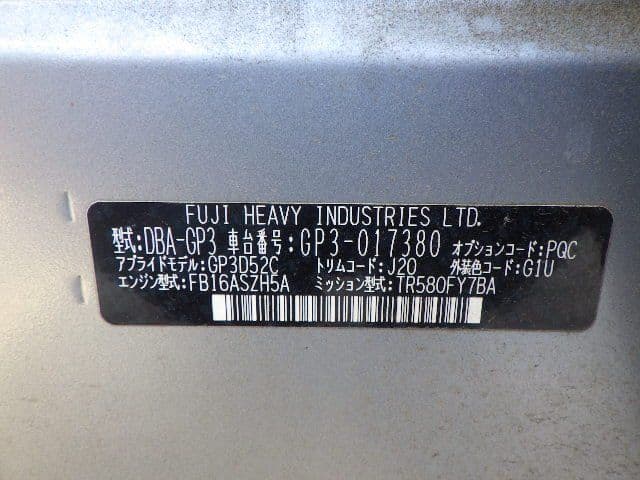 FUJI HEAVY INDUSTRIES LTD.
型式:DBA-GP3 車台番号:GP3-017380 オプションコード:PQC
アプライドモデル:GP3D52C トリムコード:J20 外装色コード:G1U
エンジン型式:FB16ASZH5A ミッション型式:TR580FY7BA